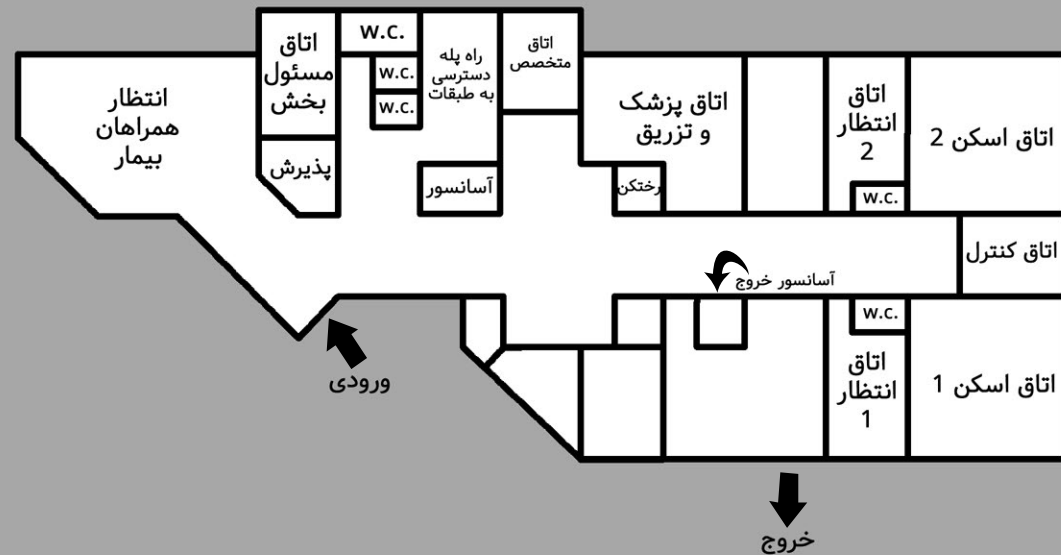 انتظار
همراهان
بیمار
اتاق
مسئول
بخش
پذیرش
w.c.
w.c.
w.c.
راه پله
دسترسی
به طبقات
آسانسور
اتاق
متخصص
اتاق پزشک
و تزریق
رختکن
اتاق
انتظار
2
w.c.
اتاق اسکن 2
اتاق کنترل
آسانسور خروج
w.c.
اتاق
انتظار
1
اتاق اسکن 1
ورودی
خروج